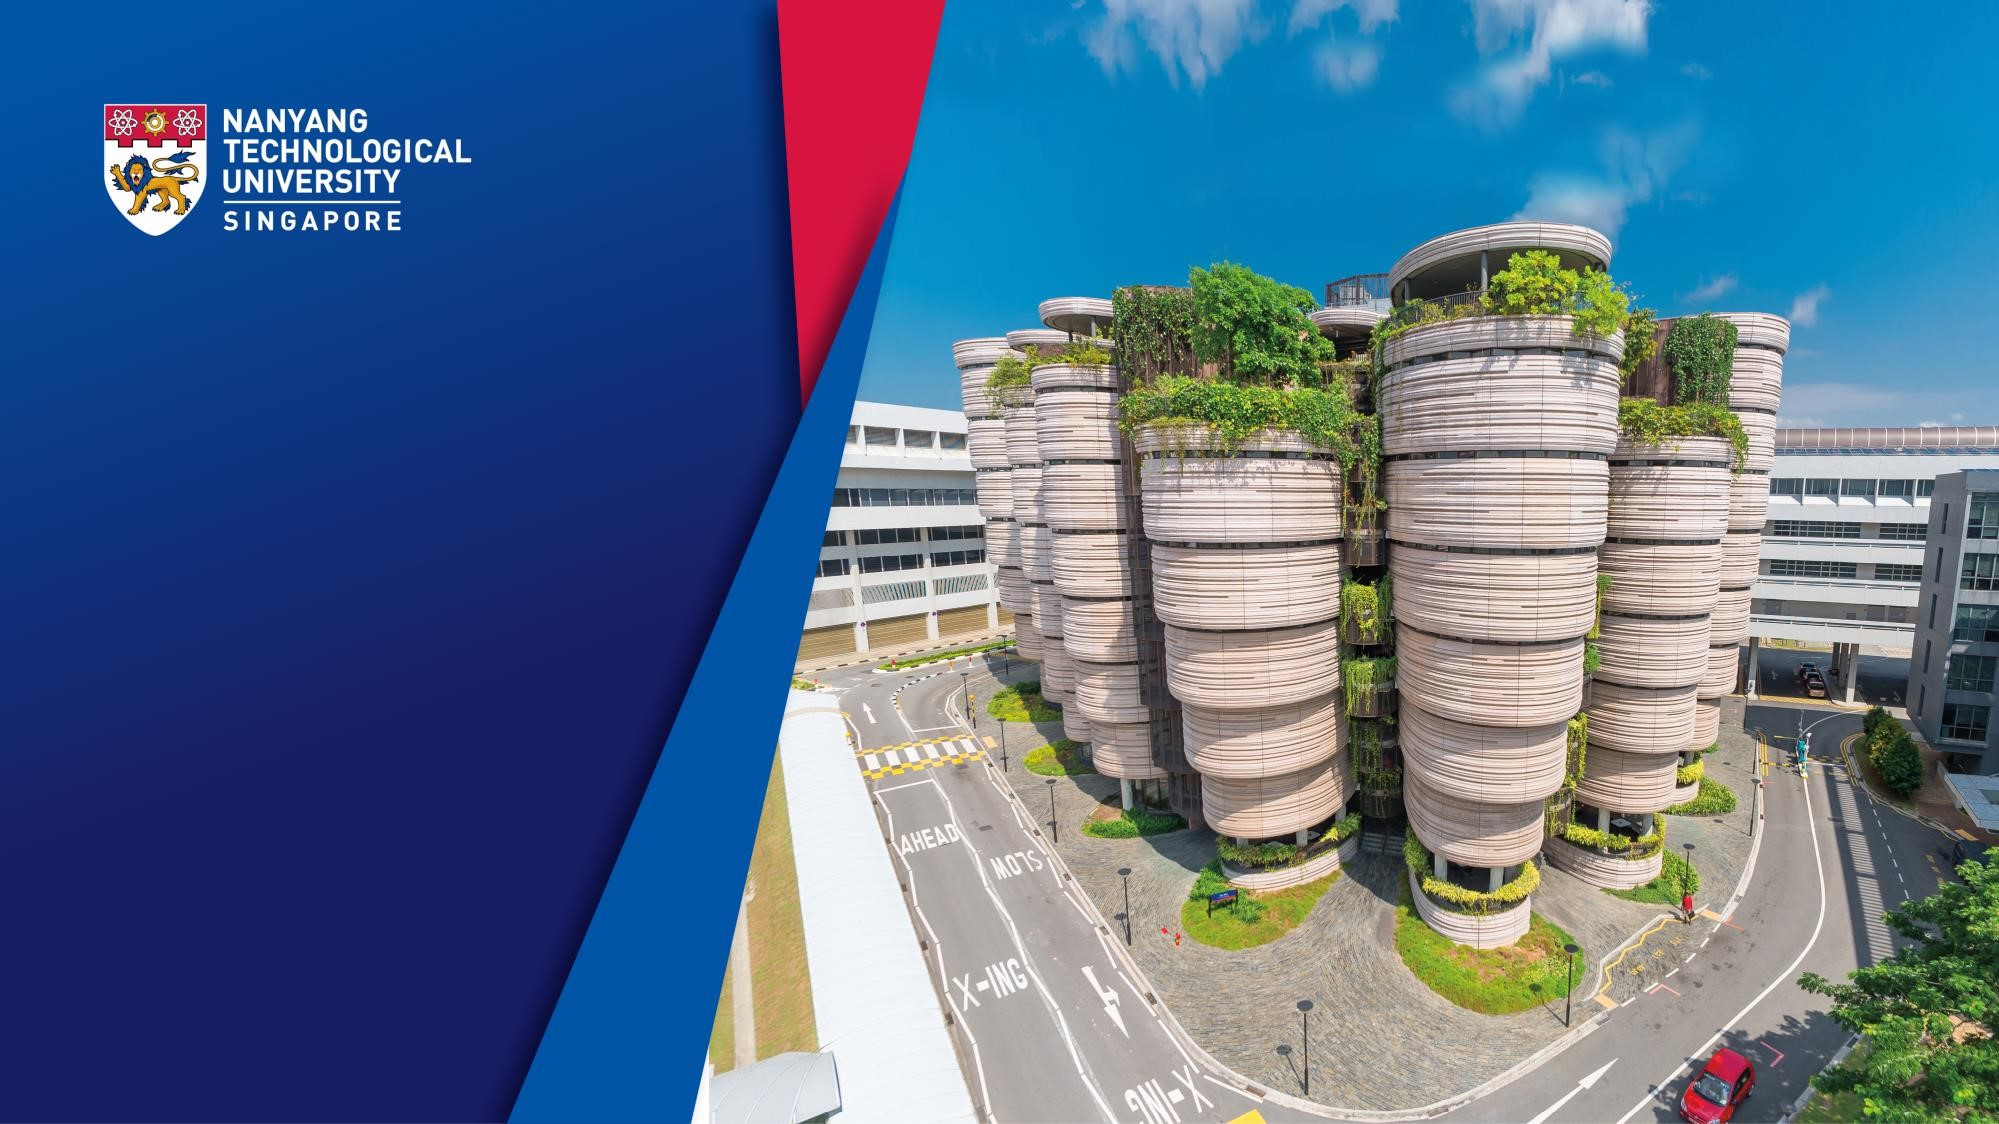 NANYANG
TECHNOLOGICAL
UNIVERSITY
SINGAPORE
AHEAD
SLOW
X-ING
X-ING